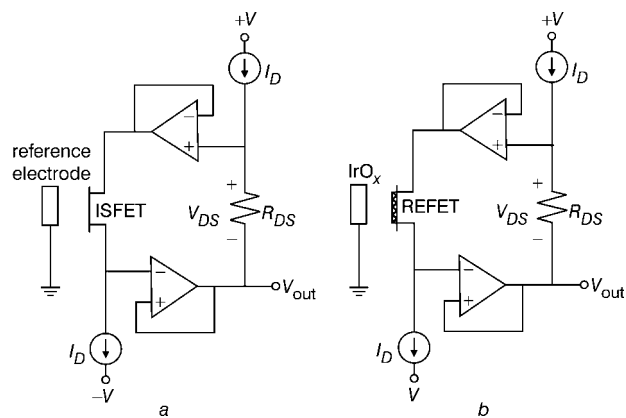 +V
I_D
−
+
reference
electrode
ISFET
+
V_DS
R_DS
−
−
+
V_out
I_D
−V
a
+V
I_D
−
+
IrO_x
REFET
+
V_DS
R_DS
−
−
+
V_out
I_D
V
b